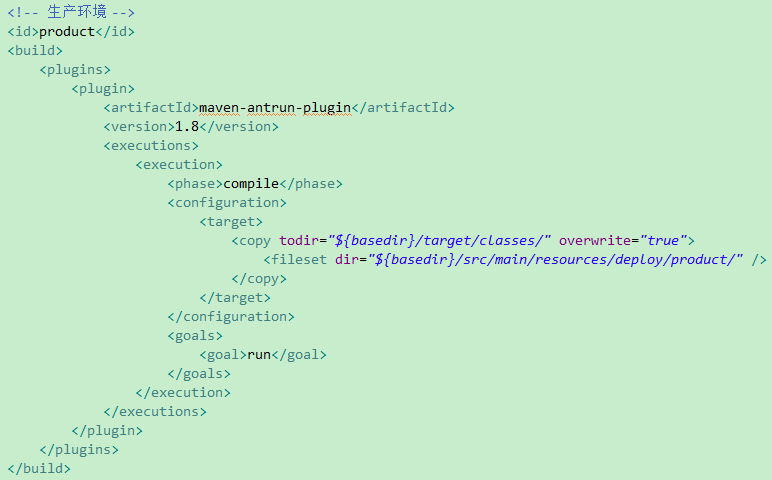 <!-- 生产环境 -->
<id>product</id>
<build>
<plugins>
<plugin>
<artifactId>maven-antrun-plugin</artifactId>
<version>1.8</version>
<executions>
<execution>
<phase>compile</phase>
<configuration>
<target>
<copy todir="${basedir}/target/classes/" overwrite="true">
<fileset dir="${basedir}/src/main/resources/deploy/product/" />
</copy>
</target>
</configuration>
<goals>
<goal>run</goal>
</goals>
</execution>
</executions>
</plugin>
</plugins>
</build>